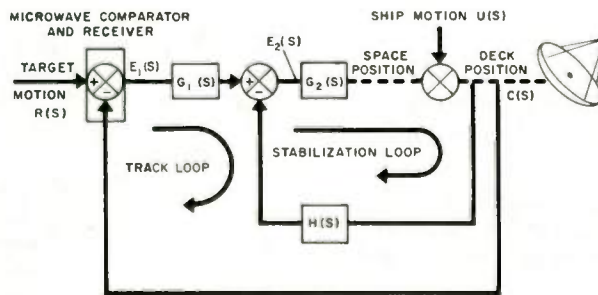 MICROWAVE COMPARATOR
AND RECEIVER
SHIP MOTION U(S)
TARGET
MOTION
R(S)
+
−
E₁(S)
G₁(S)
+
−
E₂(S)
G₂(S)
SPACE
POSITION
DECK
POSITION
C(S)
TRACK LOOP
STABILIZATION LOOP
H(S)